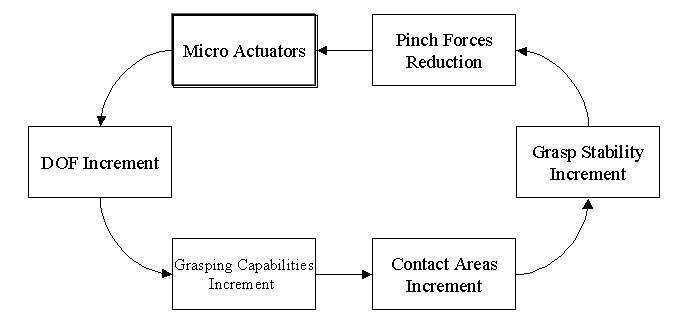 Micro Actuators
Pinch Forces
Reduction
DOF Increment
Grasp Stability
Increment
Grasping Capabilities
Increment
Contact Areas
Increment